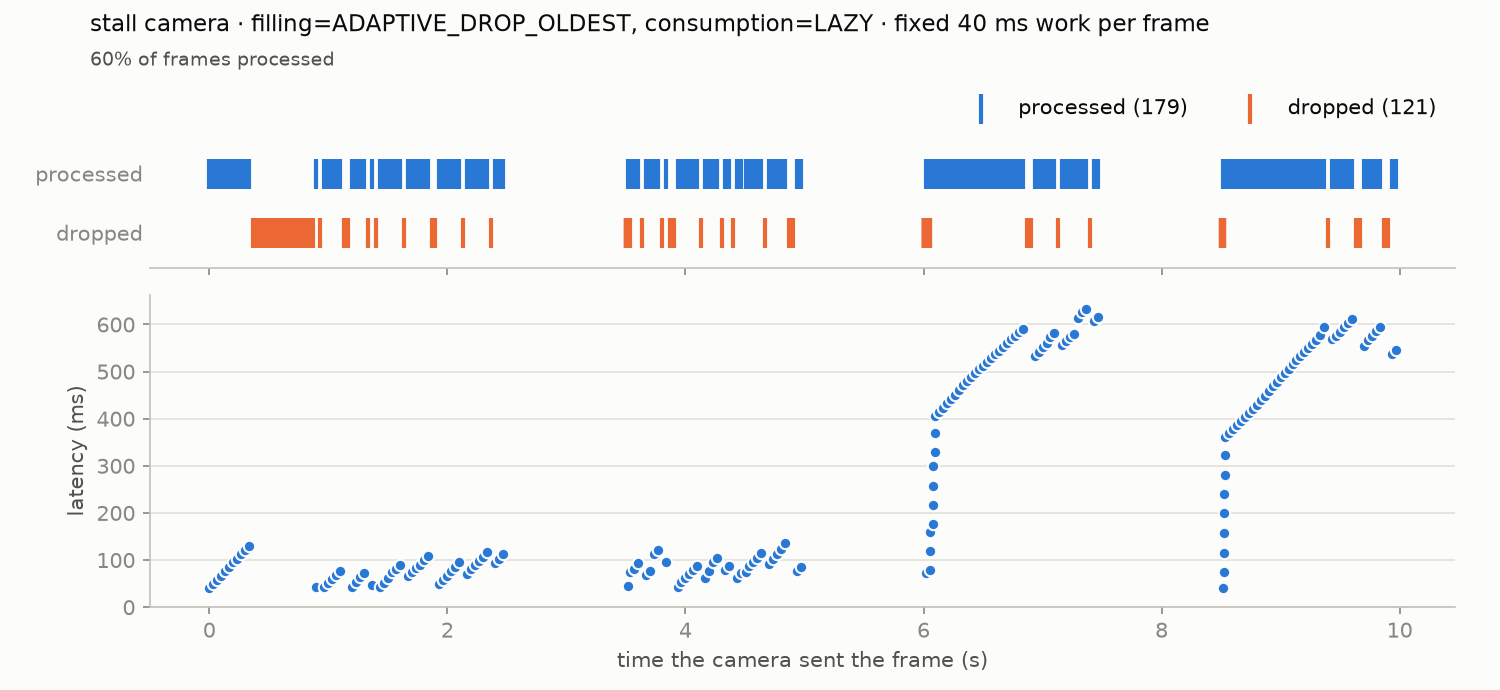 stall camera · filling=ADAPTIVE_DROP_OLDEST, consumption=LAZY · fixed 40 ms work per frame
60% of frames processed
processed (179)
dropped (121)
processed
dropped
600
500
400
300
200
100
0
latency (ms)
0 2 4 6 8 10
time the camera sent the frame (s)